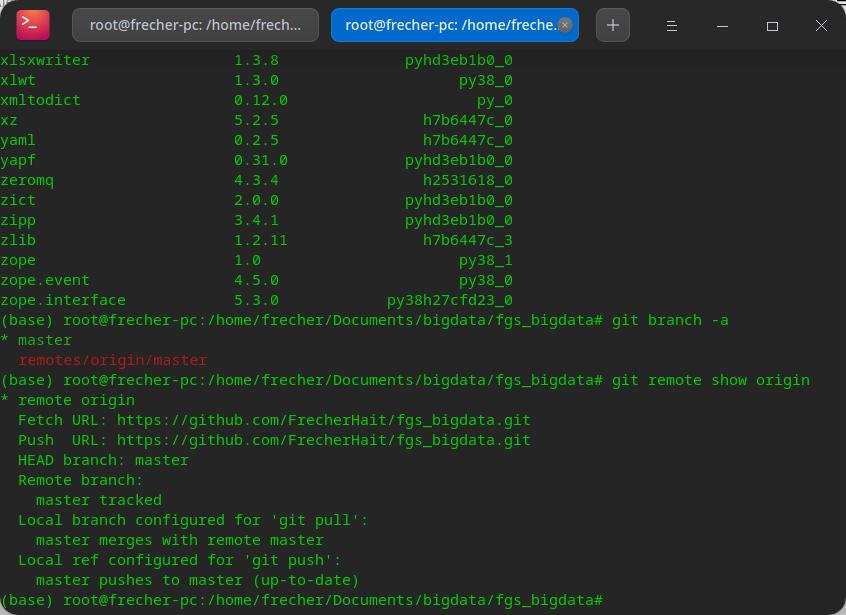 root@frecher-pc: /home/frech...
root@frecher-pc: /home/freche.
xlsxwriter 1.3.8 pyhd3eb1b0_0
xlwt 1.3.0 py38_0
xmltodict 0.12.0 py_0
xz 5.2.5 h7b6447c_0
yaml 0.2.5 h7b6447c_0
yapf 0.31.0 pyhd3eb1b0_0
zeromq 4.3.4 h2531618_0
zict 2.0.0 pyhd3eb1b0_0
zipp 3.4.1 pyhd3eb1b0_0
zlib 1.2.11 h7b6447c_3
zope 1.0 py38_1
zope.event 4.5.0 py38_0
zope.interface 5.3.0 py38h27cfd23_0
(base) root@frecher-pc:/home/frecher/Documents/bigdata/fgs_bigdata# git branch -a
* master
remotes/origin/master
(base) root@frecher-pc:/home/frecher/Documents/bigdata/fgs_bigdata# git remote show origin
* remote origin
Fetch URL: https://github.com/FrecherHait/fgs_bigdata.git
Push  URL: https://github.com/FrecherHait/fgs_bigdata.git
HEAD branch: master
Remote branch:
master tracked
Local branch configured for 'git pull':
master merges with remote master
Local ref configured for 'git push':
master pushes to master (up-to-date)
(base) root@frecher-pc:/home/frecher/Documents/bigdata/fgs_bigdata#